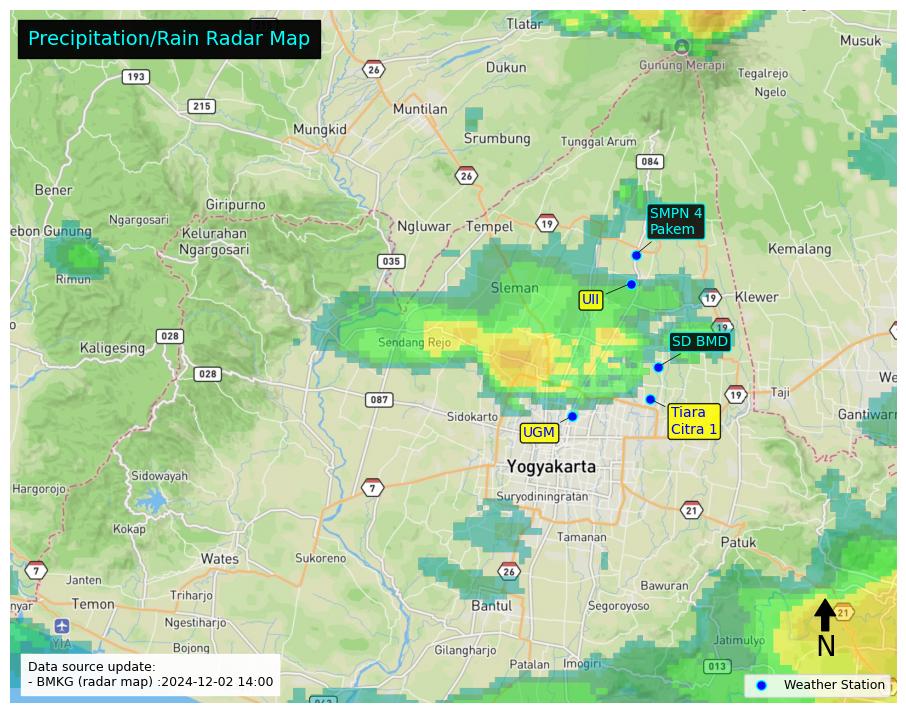 Precipitation/Rain Radar Map
Tlatar
Musuk
26
Dukun
Gunung Merapi
Tegalrejo
193
Ngelo
215
Muntilan
Mungkid
Srumbung
Tunggal Arum
084
26
Bener
Giripurno
Ngargosari
SMPN 4
Pakem
ebon Gunung
Kelurahan
Ngargosari
Ngluwar
Tempel
19
Kemalang
035
Rimun
Sleman
UII
19
Klewer
19
028
Kaligesing
Sendang Rejo
SD BMD
028
087
19
Taji
We
Sidokarto
Tiara
Citra 1
Gantiwarr
UGM
Yogyakarta
Sidowayah
Hargorojo
7
Suryodiningratan
21
Kokap
Tamanan
Patuk
Wates
Sukoreno
7
26
Janten
Bawuran
Triharjo
nyar
Temon
Bantul
Segoroyoso
21
Ngestiharjo
YIA
Jatimulyo
N
Bojong
Gilangharjo
Patalan
Imogiri
013
Data source update:
- BMKG (radar map) :2024-12-02 14:00
Weather Station